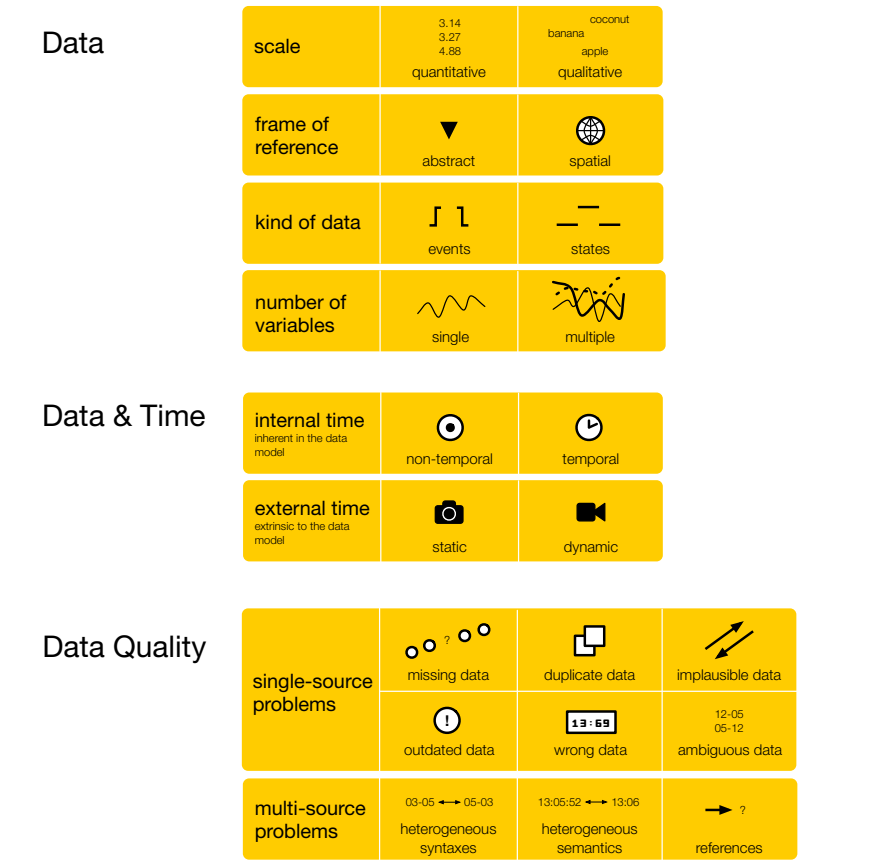 Data
scale
3.14
3.27
4.88
quantitative
coconut
banana
apple
qualitative
frame of
reference
abstract
spatial
kind of data
events
states
number of
variables
single
multiple
Data & Time
internal time
inherent in the data
model
non-temporal
temporal
external time
extrinsic to the data
model
static
dynamic
Data Quality
single-source
problems
?
missing data
duplicate data
implausible data
!
outdated data
13:69
wrong data
12-05
05-12
ambiguous data
multi-source
problems
03-05 ⟷ 05-03
heterogeneous
syntaxes
13:05:52 ⟷ 13:06
heterogeneous
semantics
?
references